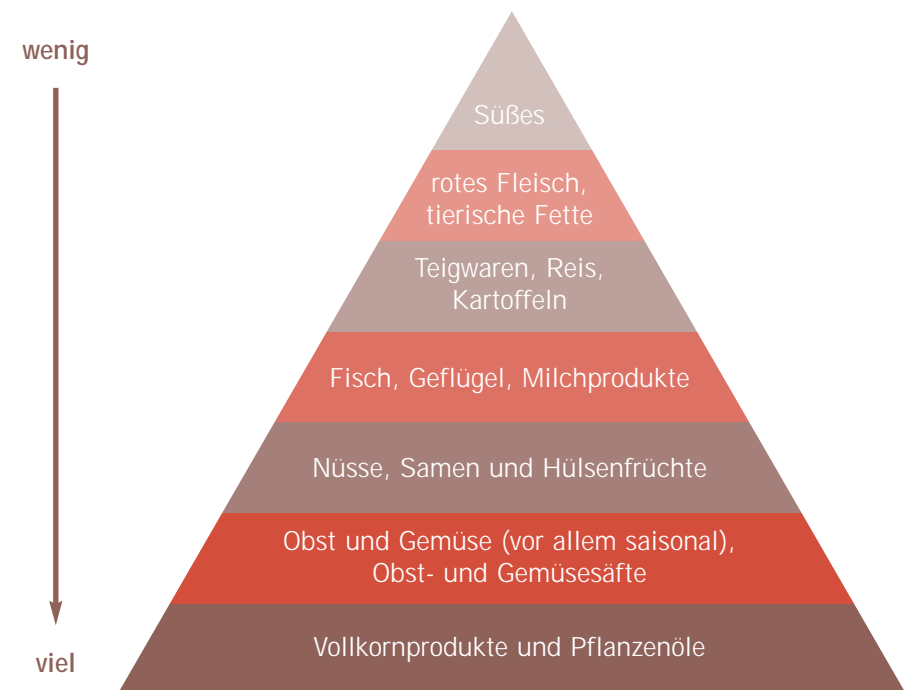 wenig
Süßes
rotes Fleisch,
tierische Fette
Teigwaren, Reis,
Kartoffeln
Fisch, Geflügel, Milchprodukte
Nüsse, Samen und Hülsenfrüchte
Obst und Gemüse (vor allem saisonal),
Obst- und Gemüsesäfte
Vollkornprodukte und Pflanzenöle
viel